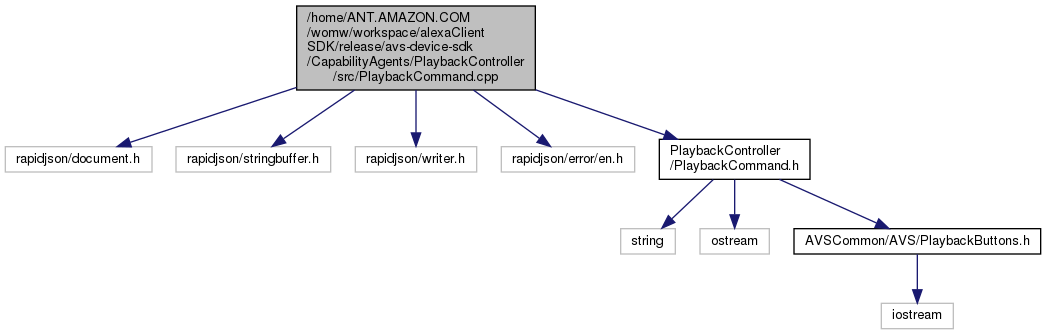 /home/ANT.AMAZON.COM
/womw/workspace/alexaClient
SDK/release/avs-device-sdk
/CapabilityAgents/PlaybackController
/src/PlaybackCommand.cpp
rapidjson/document.h
rapidjson/stringbuffer.h
rapidjson/writer.h
rapidjson/error/en.h
PlaybackController
/PlaybackCommand.h
string
ostream
AVSCommon/AVS/PlaybackButtons.h
iostream